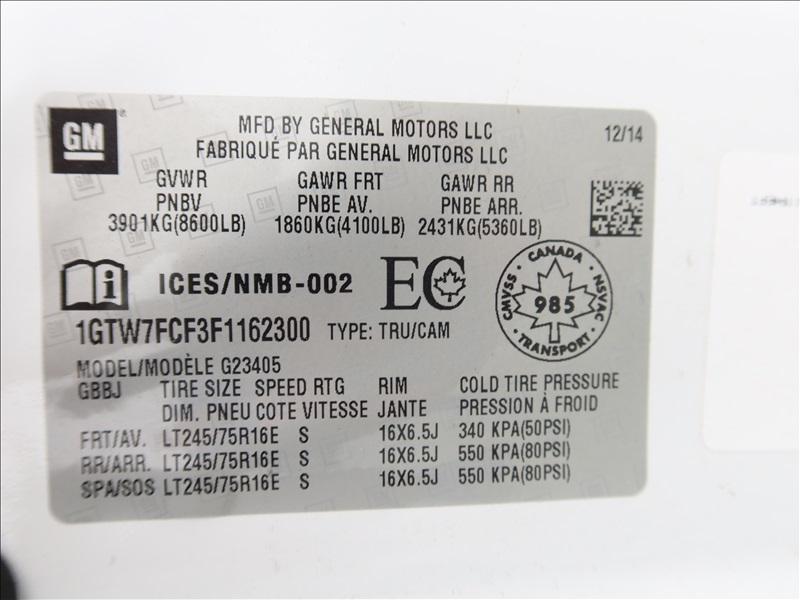 GM
MFD BY GENERAL MOTORS LLC
12/14
FABRIQUÉ PAR GENERAL MOTORS LLC
GVWR GAWR FRT GAWR RR
PNBV PNBE AV. PNBE ARR.
3901KG(8600LB) 1860KG(4100LB) 2431KG(5360LB)
i ICES/NMB-002 EC
CANADA
CMVSS 985 NSVAC
TRANSPORT
1GTW7FCF3F1162300 TYPE: TRU/CAM
MODEL/MODÈLE G23405
GBBJ TIRE SIZE SPEED RTG RIM COLD TIRE PRESSURE
DIM. PNEU COTE VITESSE JANTE PRESSION À FROID
FRT/AV. LT245/75R16E S 16X6.5J 340 KPA(50PSI)
RR/ARR. LT245/75R16E S 16X6.5J 550 KPA(80PSI)
SPA/SOS LT245/75R16E S 16X6.5J 550 KPA(80PSI)